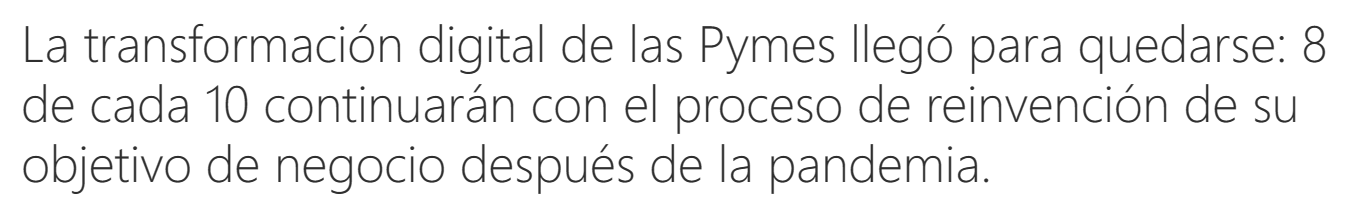 La transformación digital de las Pymes llegó para quedarse: 8
de cada 10 continuarán con el proceso de reinvención de su
objetivo de negocio después de la pandemia.